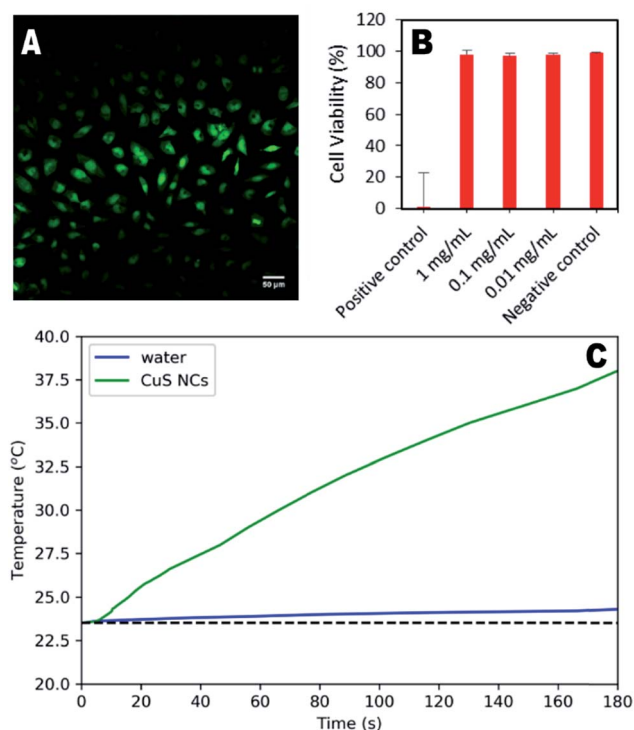 A
50 µm
B
Cell Viability (%)
120
100
80
60
40
20
0
Positive control
1 mg/mL
0.1 mg/mL
0.01 mg/mL
Negative control
C
water
CuS NCs
Temperature (°C)
40.0
37.5
35.0
32.5
30.0
27.5
25.0
22.5
20.0
0 20 40 60 80 100 120 140 160 180
Time (s)